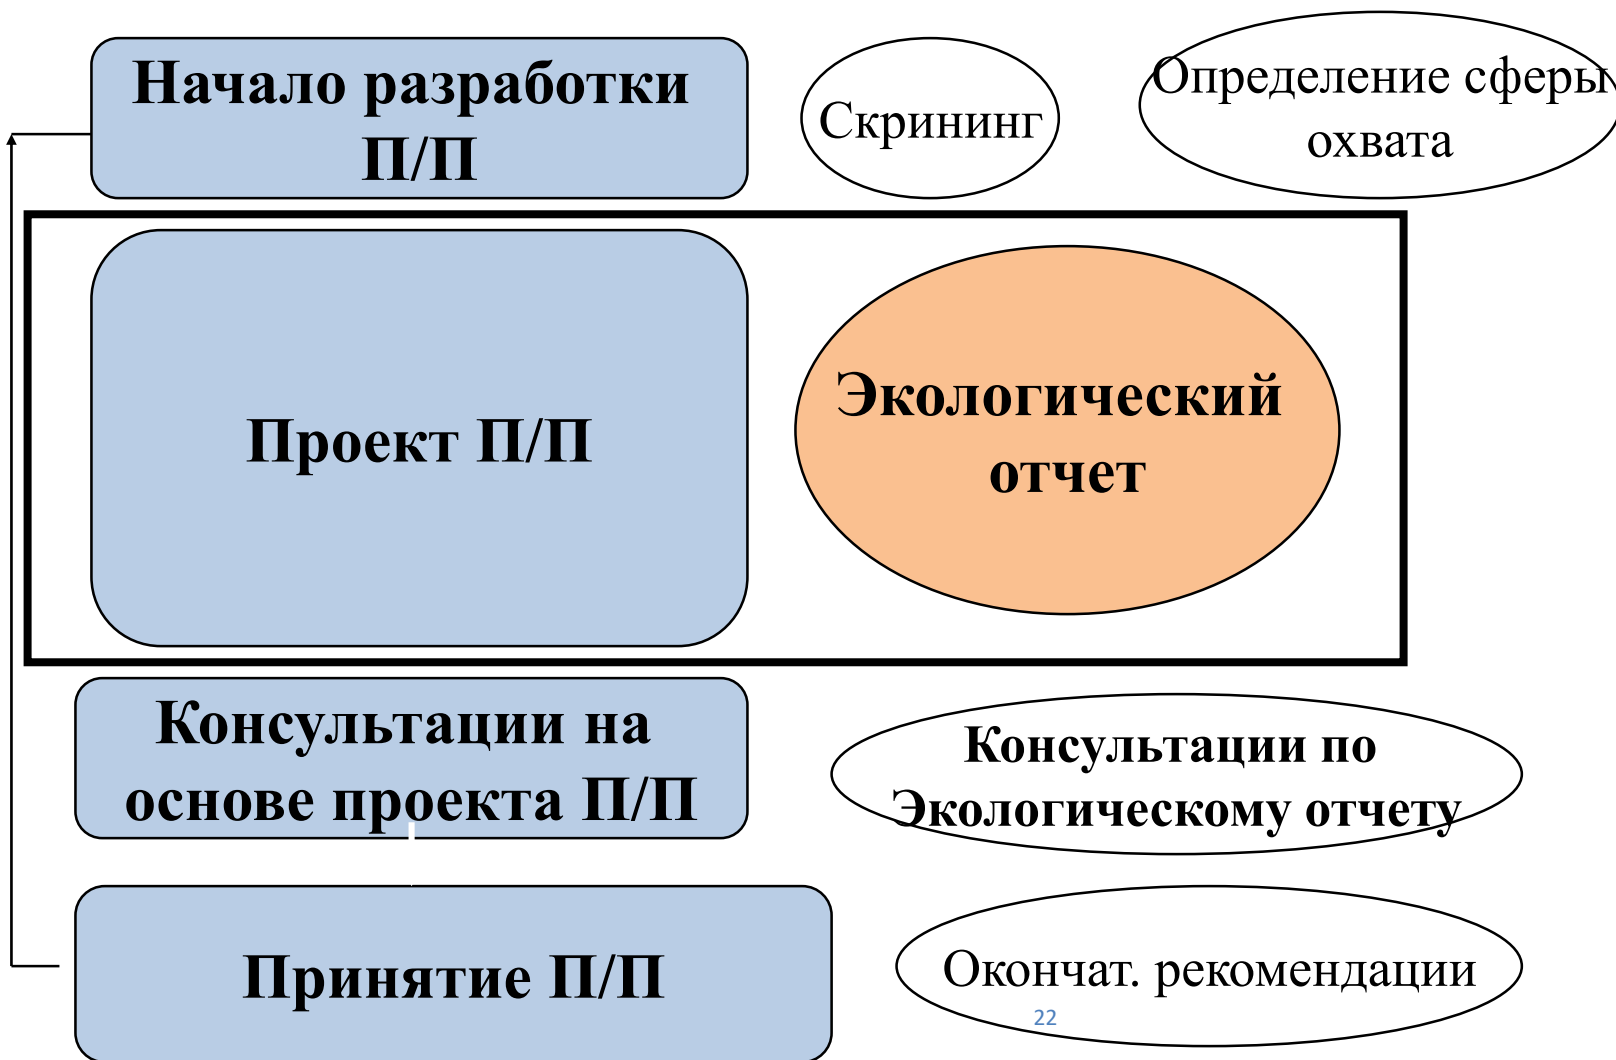 Начало разработки
П/П
Скрининг
Определение сферы
охвата
Проект П/П
Экологический
отчет
Консультации на
основе проекта П/П
Консультации по
Экологическому отчету
Принятие П/П
Окончат. рекомендации
22